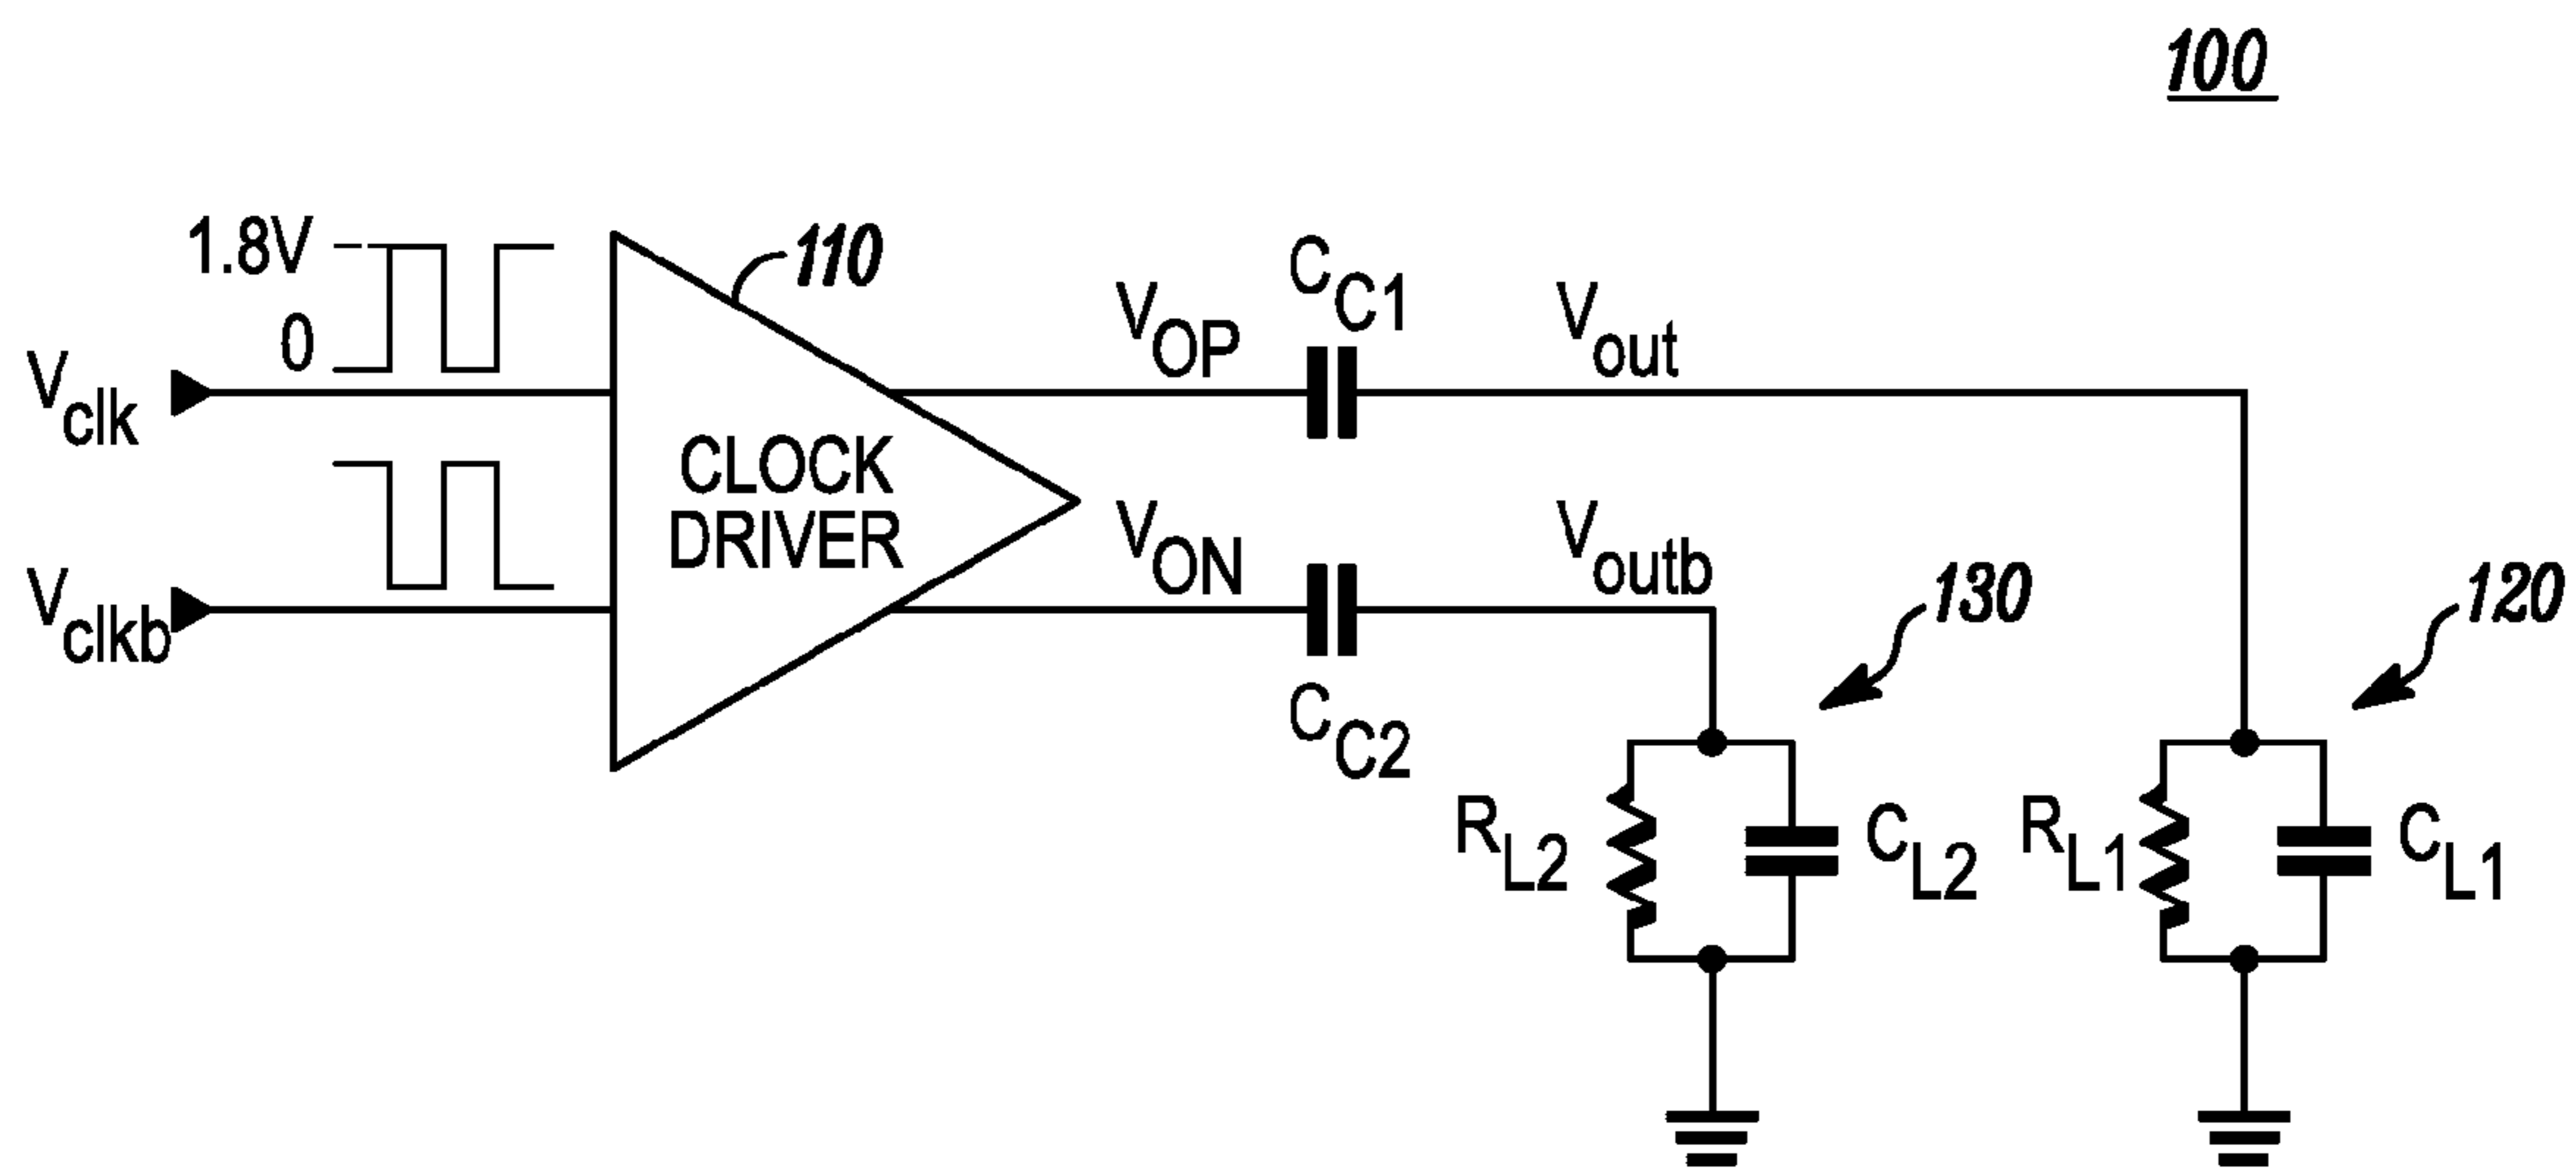 100
1.8V
0
110
Vclk
Vclkb
CLOCK
DRIVER
VOP
CC1
Vout
VON
CC2
Voutb
130
120
RL2
CL2
RL1
CL1